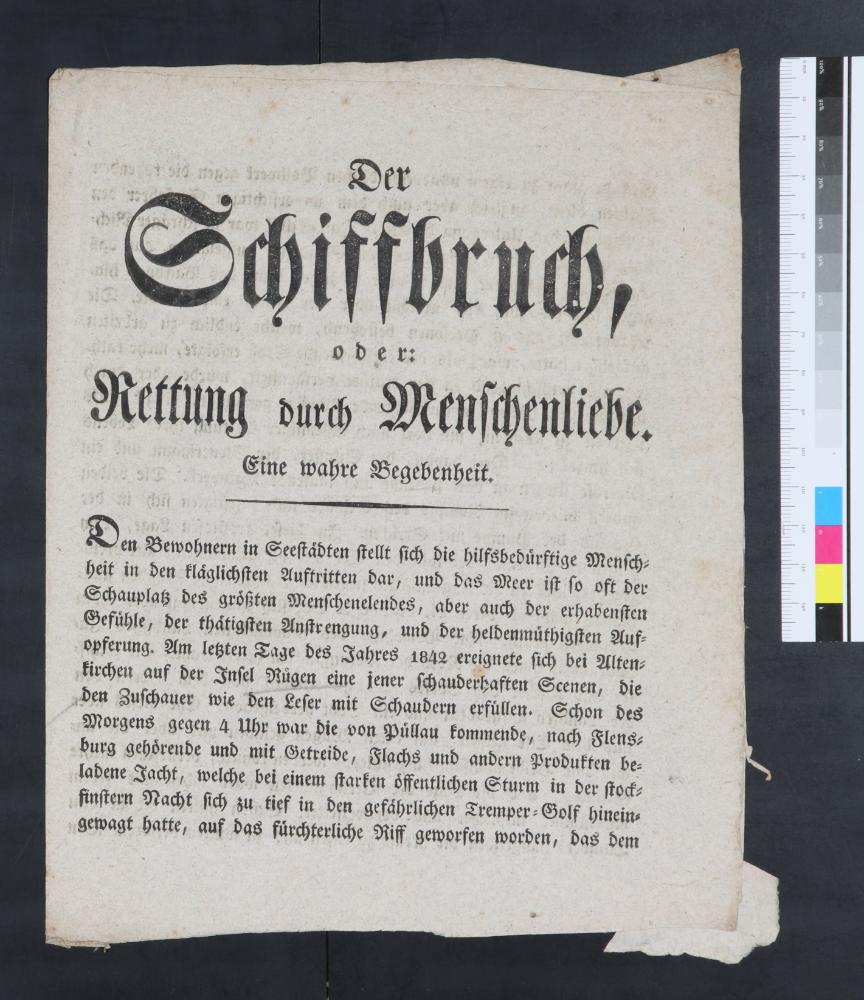 Der
Schiffbruch,
oder:
Rettung durch Menschenliebe.
Eine wahre Begebenheit.
Den Bewohnern in Seestädten stellt sich die hilfsbedürftige Mensch-
heit in den kläglichsten Auftritten dar, und das Meer ist so oft der
Schauplatz des größten Menschenelendes, aber auch der erhabensten
Gefühle, der thätigsten Anstrengung, und der heldenmüthigsten Auf-
opferung. Am letzten Tage des Jahres 1842 ereignete sich bei Alten-
kirchen auf der Insel Rügen eine jener schauderhaften Scenen, die
den Zuschauer wie den Leser mit Schaudern erfüllen. Schon des
Morgens gegen 4 Uhr war die von Püllau kommende, nach Flens-
burg gehörende und mit Getreide, Flachs und andern Produkten be-
ladene Jacht, welche bei einem starken öffentlichen Sturm in der stock-
finstern Nacht sich zu tief in den gefährlichen Tremper-Golf hinein-
gewagt hatte, auf das fürchterliche Riff geworfen worden, das dem